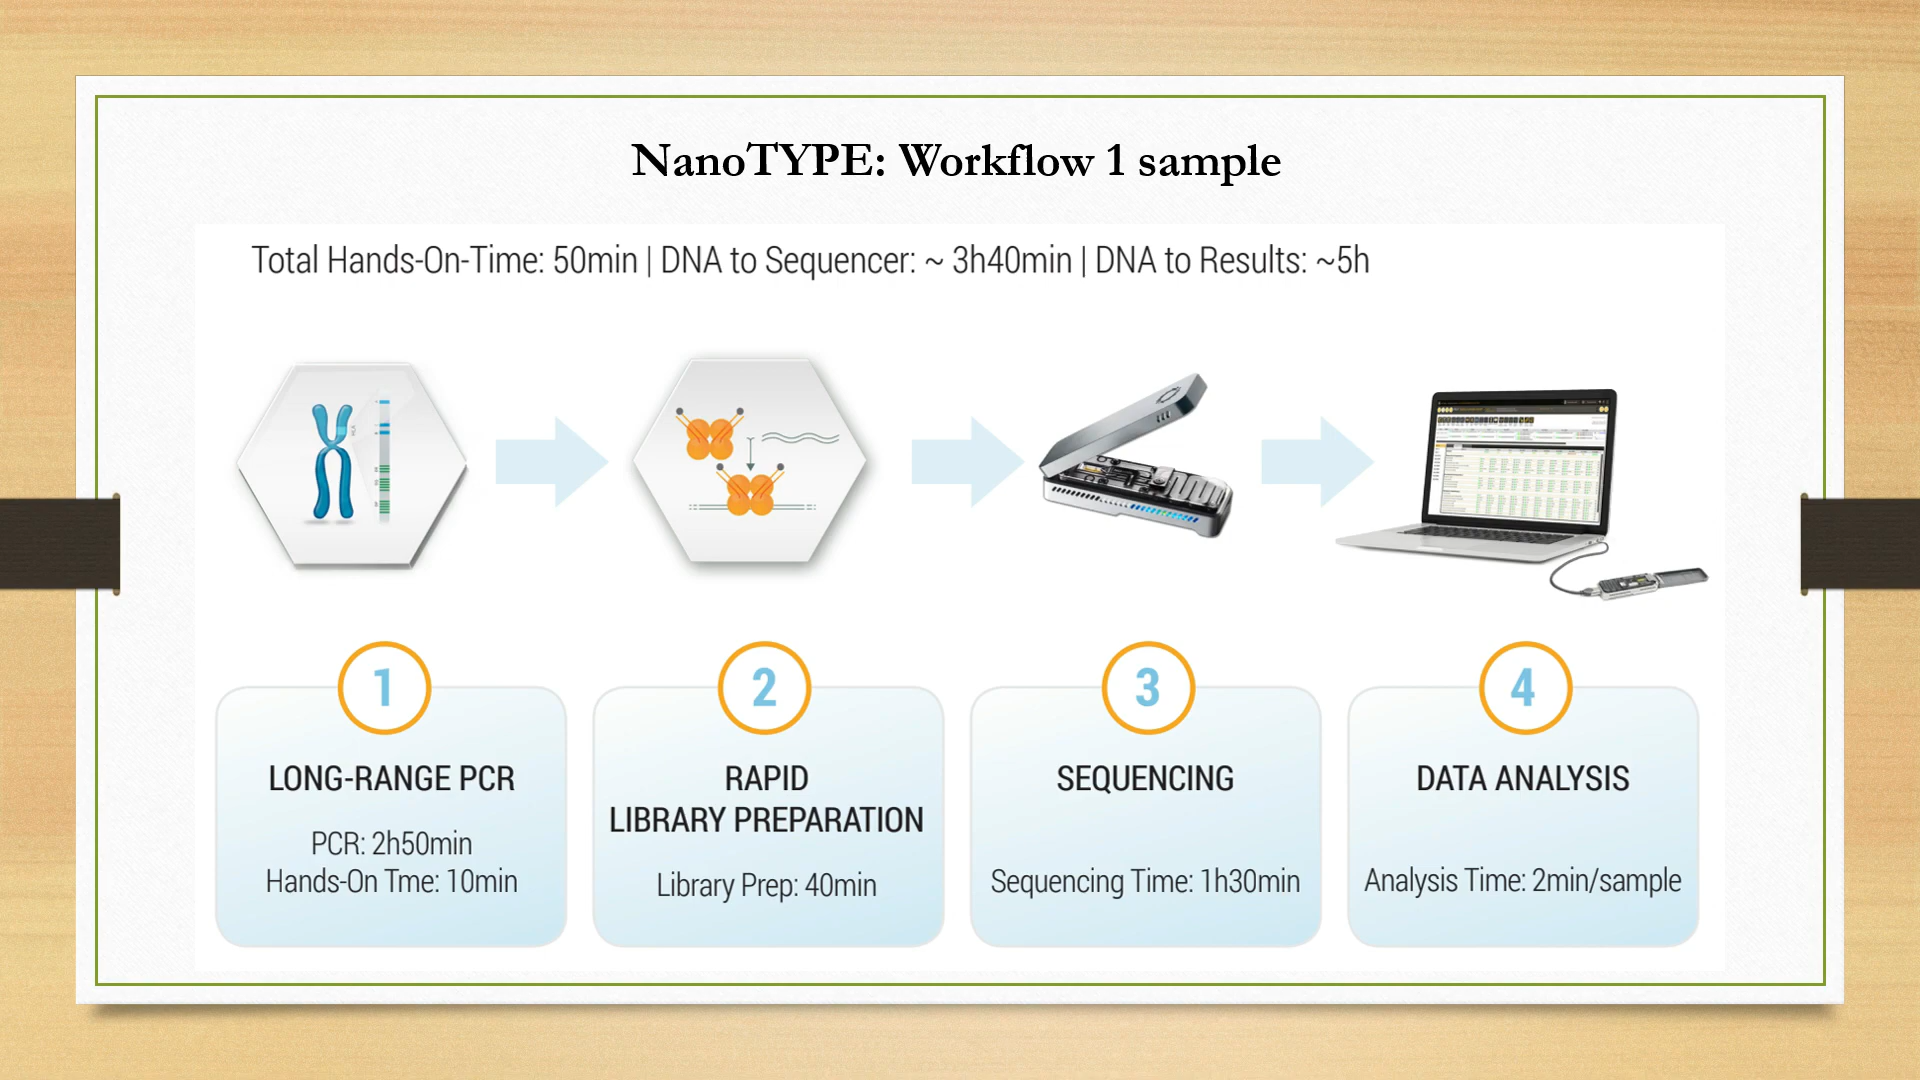 NanoTYPE: Workflow 1 sample
Total Hands-On-Time: 50min | DNA to Sequencer: ~ 3h40min | DNA to Results: ~5h
1
2
3
4
LONG-RANGE PCR
PCR: 2h50min
Hands-On Tme: 10min
RAPID
LIBRARY PREPARATION
Library Prep: 40min
SEQUENCING
Sequencing Time: 1h30min
DATA ANALYSIS
Analysis Time: 2min/sample